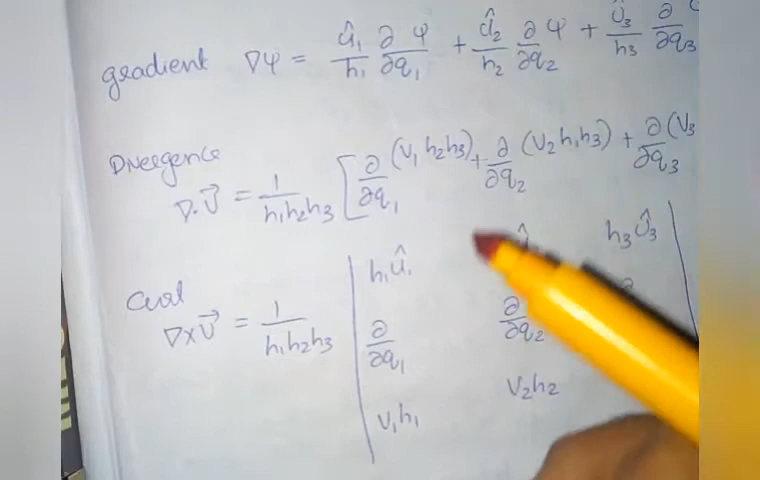 gradient ∇ψ = û₁/h₁ ∂ψ/∂q₁ + û₂/h₂ ∂ψ/∂q₂ + û₃/h₃ ∂/∂q₃
Divergence
∇·V⃗ = 1/h₁h₂h₃ [ ∂/∂q₁ (V₁h₂h₃) + ∂/∂q₂ (V₂h₁h₃) + ∂/∂q₃ (V₃
h₁û₁ h₃û₃
Curl
∇×V⃗ = 1/h₁h₂h₃ | ∂/∂q₁ ∂/∂q₂
V₁h₁ V₂h₂